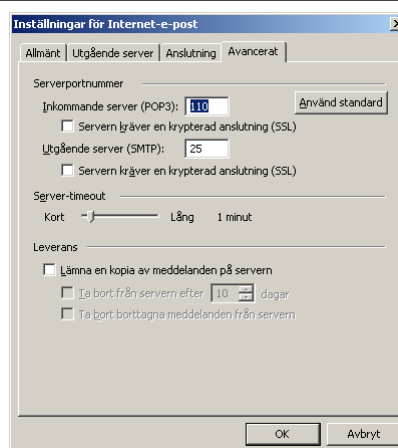 Inställningar för Internet-e-post
Allmänt Utgående server Anslutning Avancerat
Serverportnummer
Inkommande server (POP3): 110 Använd standard
Servern kräver en krypterad anslutning (SSL)
Utgående server (SMTP): 25
Servern kräver en krypterad anslutning (SSL)
Server-timeout
Kort Lång 1 minut
Leverans
Lämna en kopia av meddelanden på servern
Ta bort från servern efter 10 dagar
Ta bort borttagna meddelanden från servern
OK Avbryt